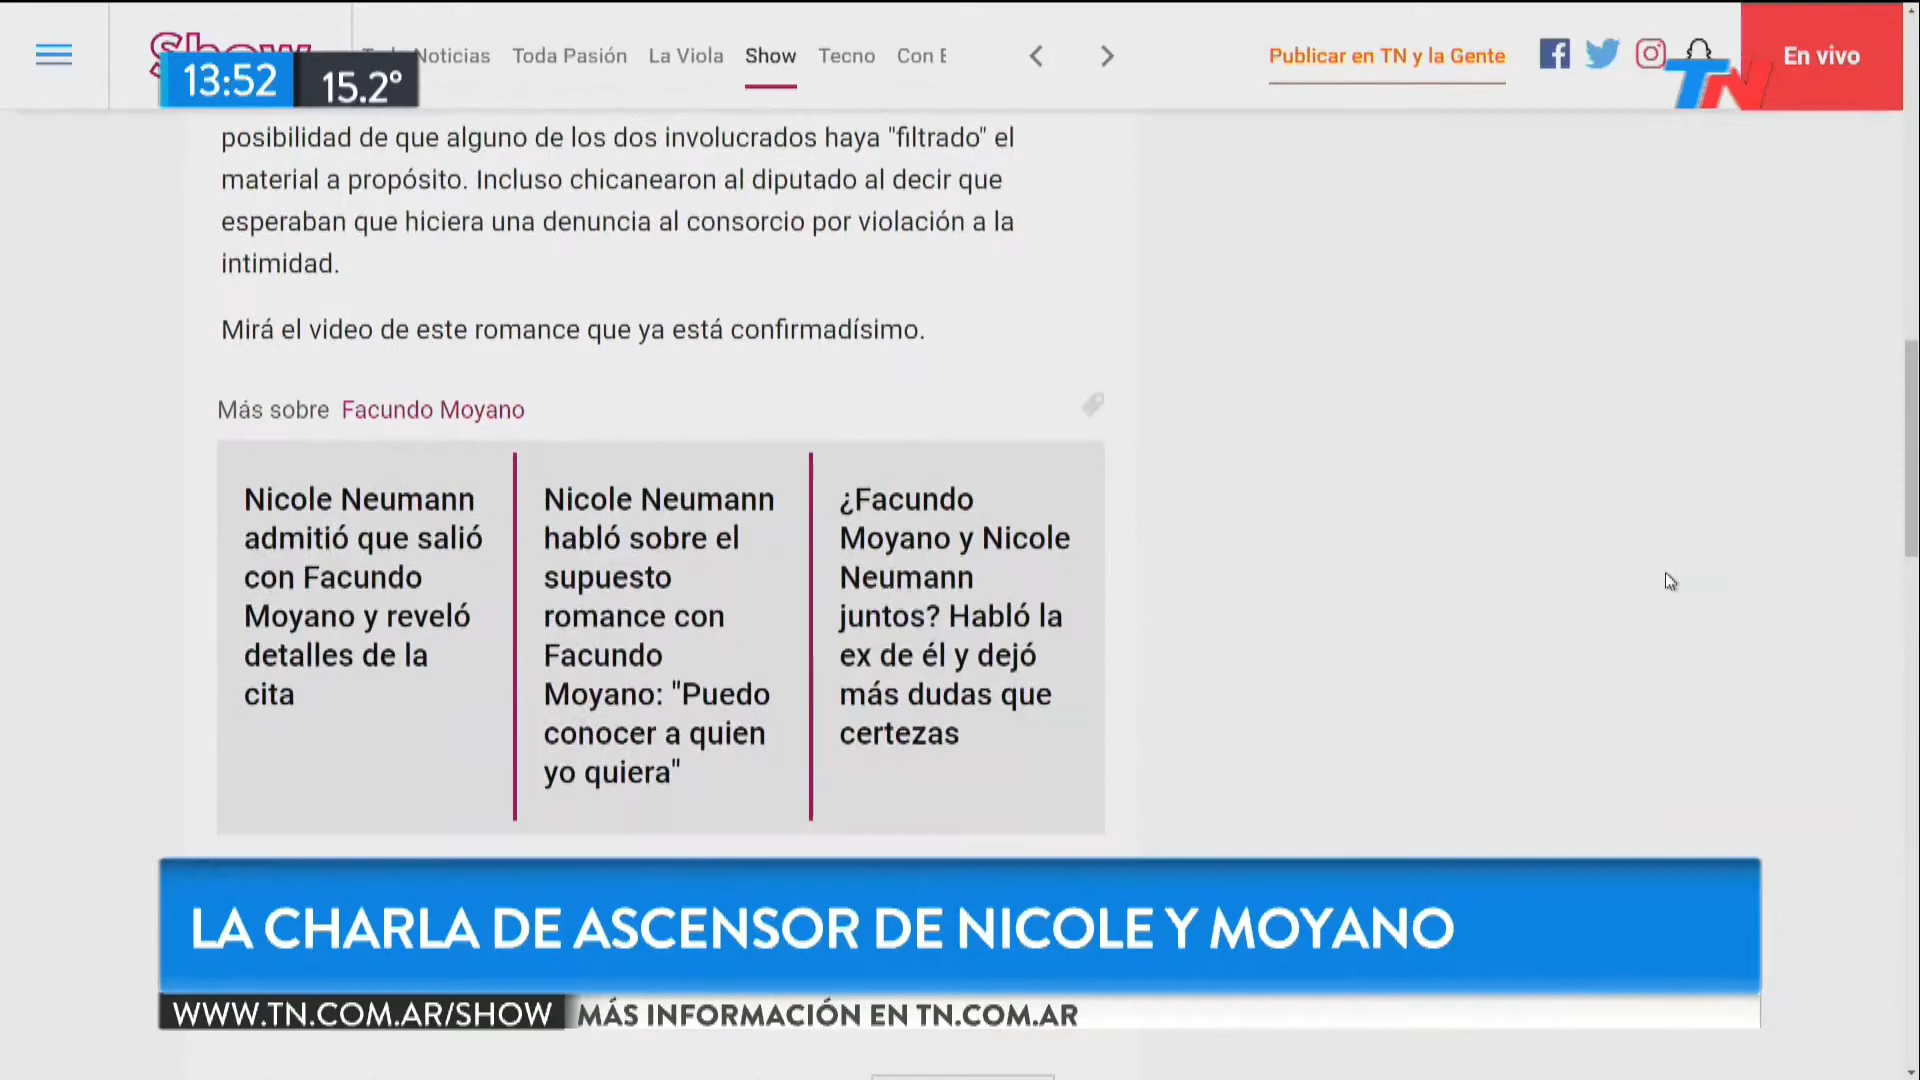 Show
Noticias
Toda Pasión
La Viola
Show
Tecno
Con
Publicar en TN y la Gente
En vivo
TN
13:52
15.2°
posibilidad de que alguno de los dos involucrados haya "filtrado" el
material a propósito. Incluso chicanearon al diputado al decir que
esperaban que hiciera una denuncia al consorcio por violación a la
intimidad.
Mirá el video de este romance que ya está confirmadísimo.
Más sobre Facundo Moyano
Nicole Neumann
admitió que salió
con Facundo
Moyano y reveló
detalles de la
cita
Nicole Neumann
habló sobre el
supuesto
romance con
Facundo
Moyano: "Puedo
conocer a quien
yo quiera"
¿Facundo
Moyano y Nicole
Neumann
juntos? Habló la
ex de él y dejó
más dudas que
certezas
LA CHARLA DE ASCENSOR DE NICOLE Y MOYANO
WWW.TN.COM.AR/SHOW
MÁS INFORMACIÓN EN TN.COM.AR